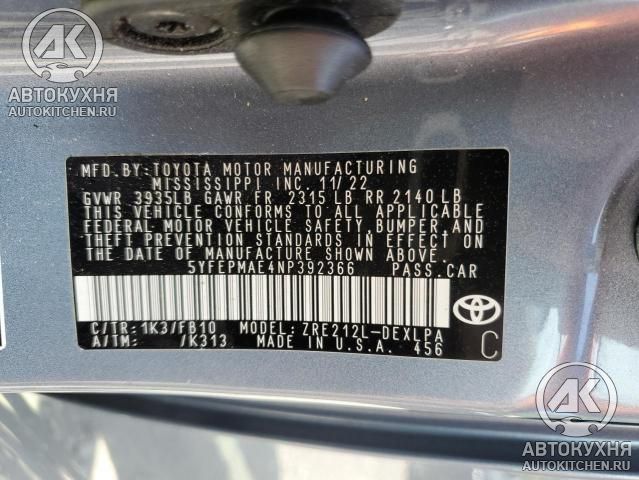 АК
АВТОКУХНЯ
AUTOKITCHEN.RU
MFD.BY:TOYOTA MOTOR MANUFACTURING
MISSISSIPPI INC. 11/22
GVWR 3935LB GAWR FR 2315 LB RR 2140 LB
THIS VEHICLE CONFORMS TO ALL APPLICABLE
FEDERAL MOTOR VEHICLE SAFETY,BUMPER,AND
THEFT PREVENTION STANDARDS IN EFFECT ON
THE DATE OF MANUFACTURE SHOWN ABOVE.
5YFEPMAE4NP392366 PASS.CAR
C/TR: 1K3/FB10 MODEL: ZRE212L-DEXLPA
A/TM: /K313 MADE IN U.S.A. 456 C
АК
АВТОКУХНЯ
AUTOKITCHEN.RU